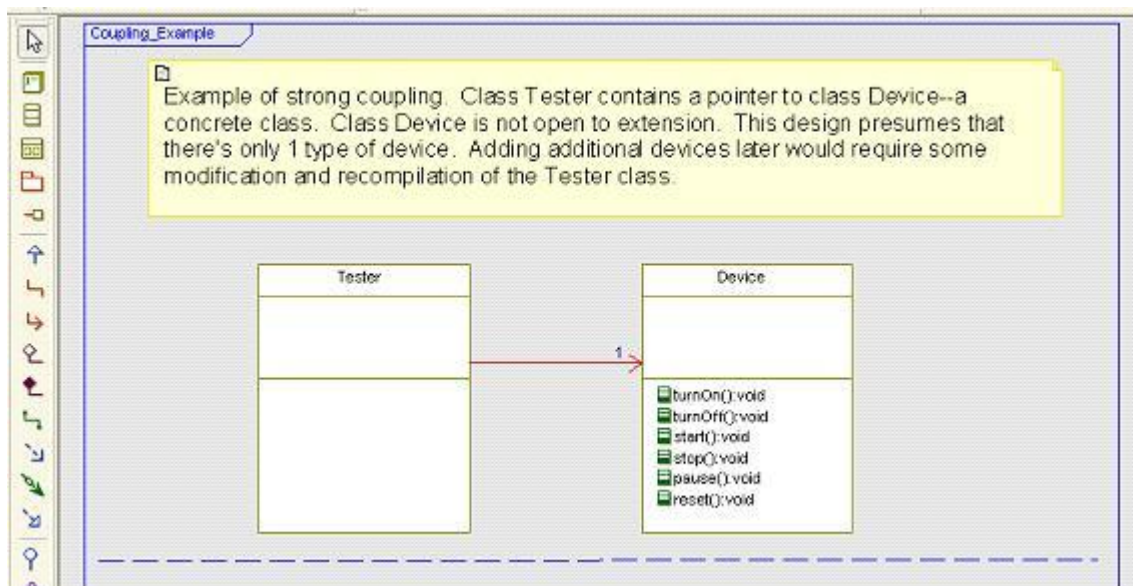 Coupling_Example
Example of strong coupling. Class Tester contains a pointer to class Device--a
concrete class. Class Device is not open to extension. This design presumes that
there's only 1 type of device. Adding additional devices later would require some
modification and recompilation of the Tester class.
Tester
Device
1
turnOn():void
turnOff():void
start():void
stop():void
pause():void
reset():void